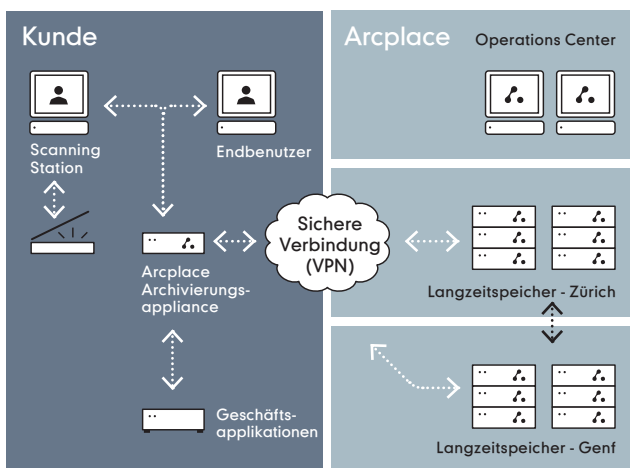 Kunde
Scanning
Station
Endbenutzer
Arcplace
Archivierungs-
appliance
Geschäfts-
applikationen
Sichere
Verbindung
(VPN)
Arcplace
Operations Center
Langzeitspeicher - Zürich
Langzeitspeicher - Genf